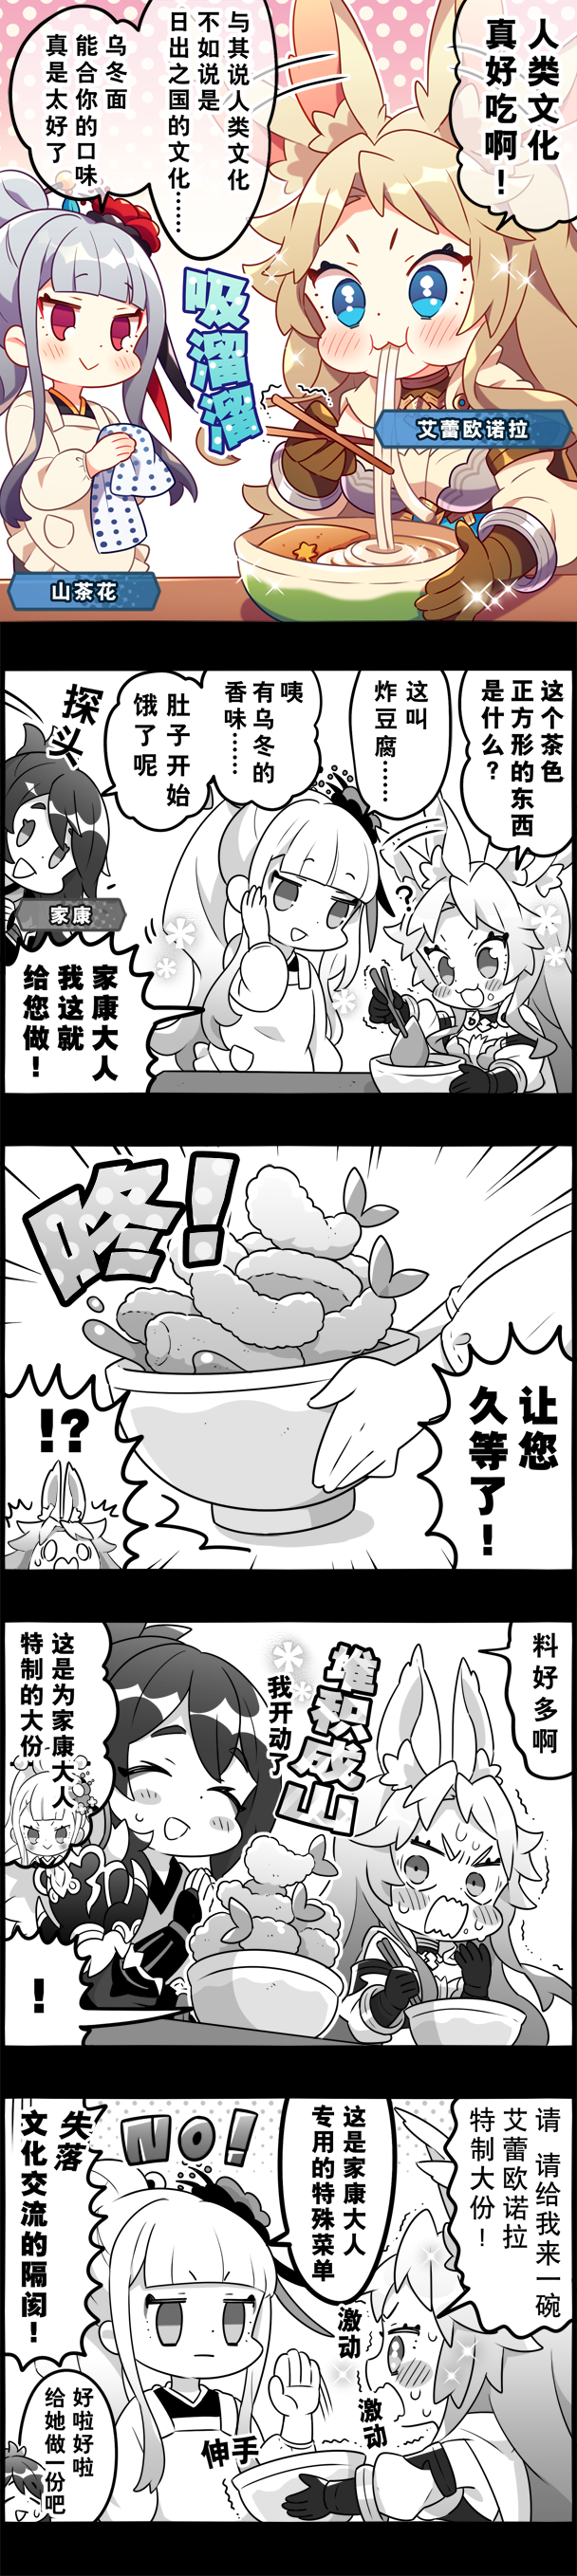 人类文化
真好吃啊！
与其说人类文化
不如说是
日出之国的文化……
乌冬面
能合你的口味
真是太好了
吸溜溜
艾蕾欧诺拉
山茶花
这个茶色
正方形的东西
是什么？
这叫
炸豆腐……
咦
有乌冬的
香味……
肚子开始
饿了呢
探头
?
家康
家康大人
我这就
给您做！
咚！
让您
久等了！
!?
料好多啊
堆积成山
我开动了
这是为家康大人
特制的大份
！
请 请给我来一碗
艾蕾欧诺拉
特制大份！
这是家康大人
专用的特殊菜单
NO!
激动
激动
伸手
失落
文化交流的隔阂！
好啦好啦
给她做一份吧